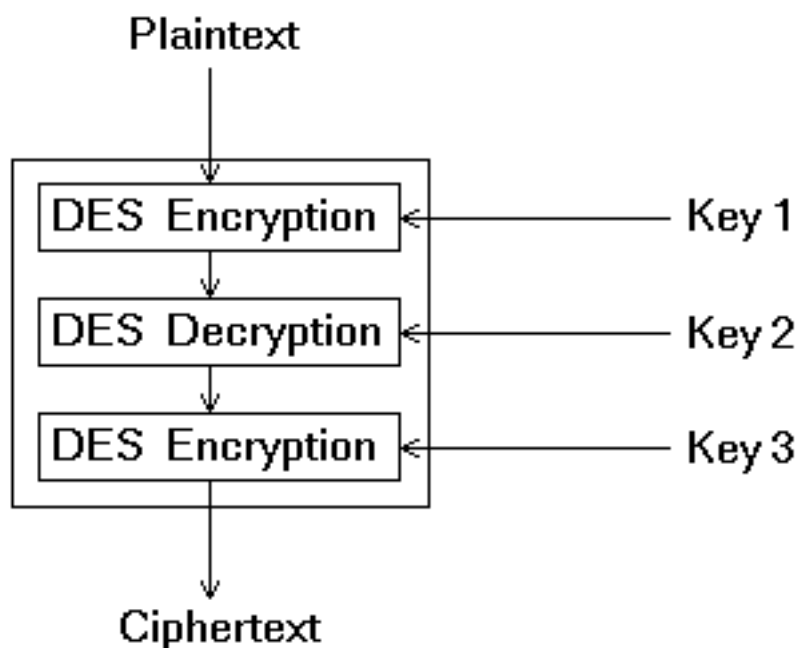 Plaintext
DES Encryption
Key 1
DES Decryption
Key 2
DES Encryption
Key 3
Ciphertext